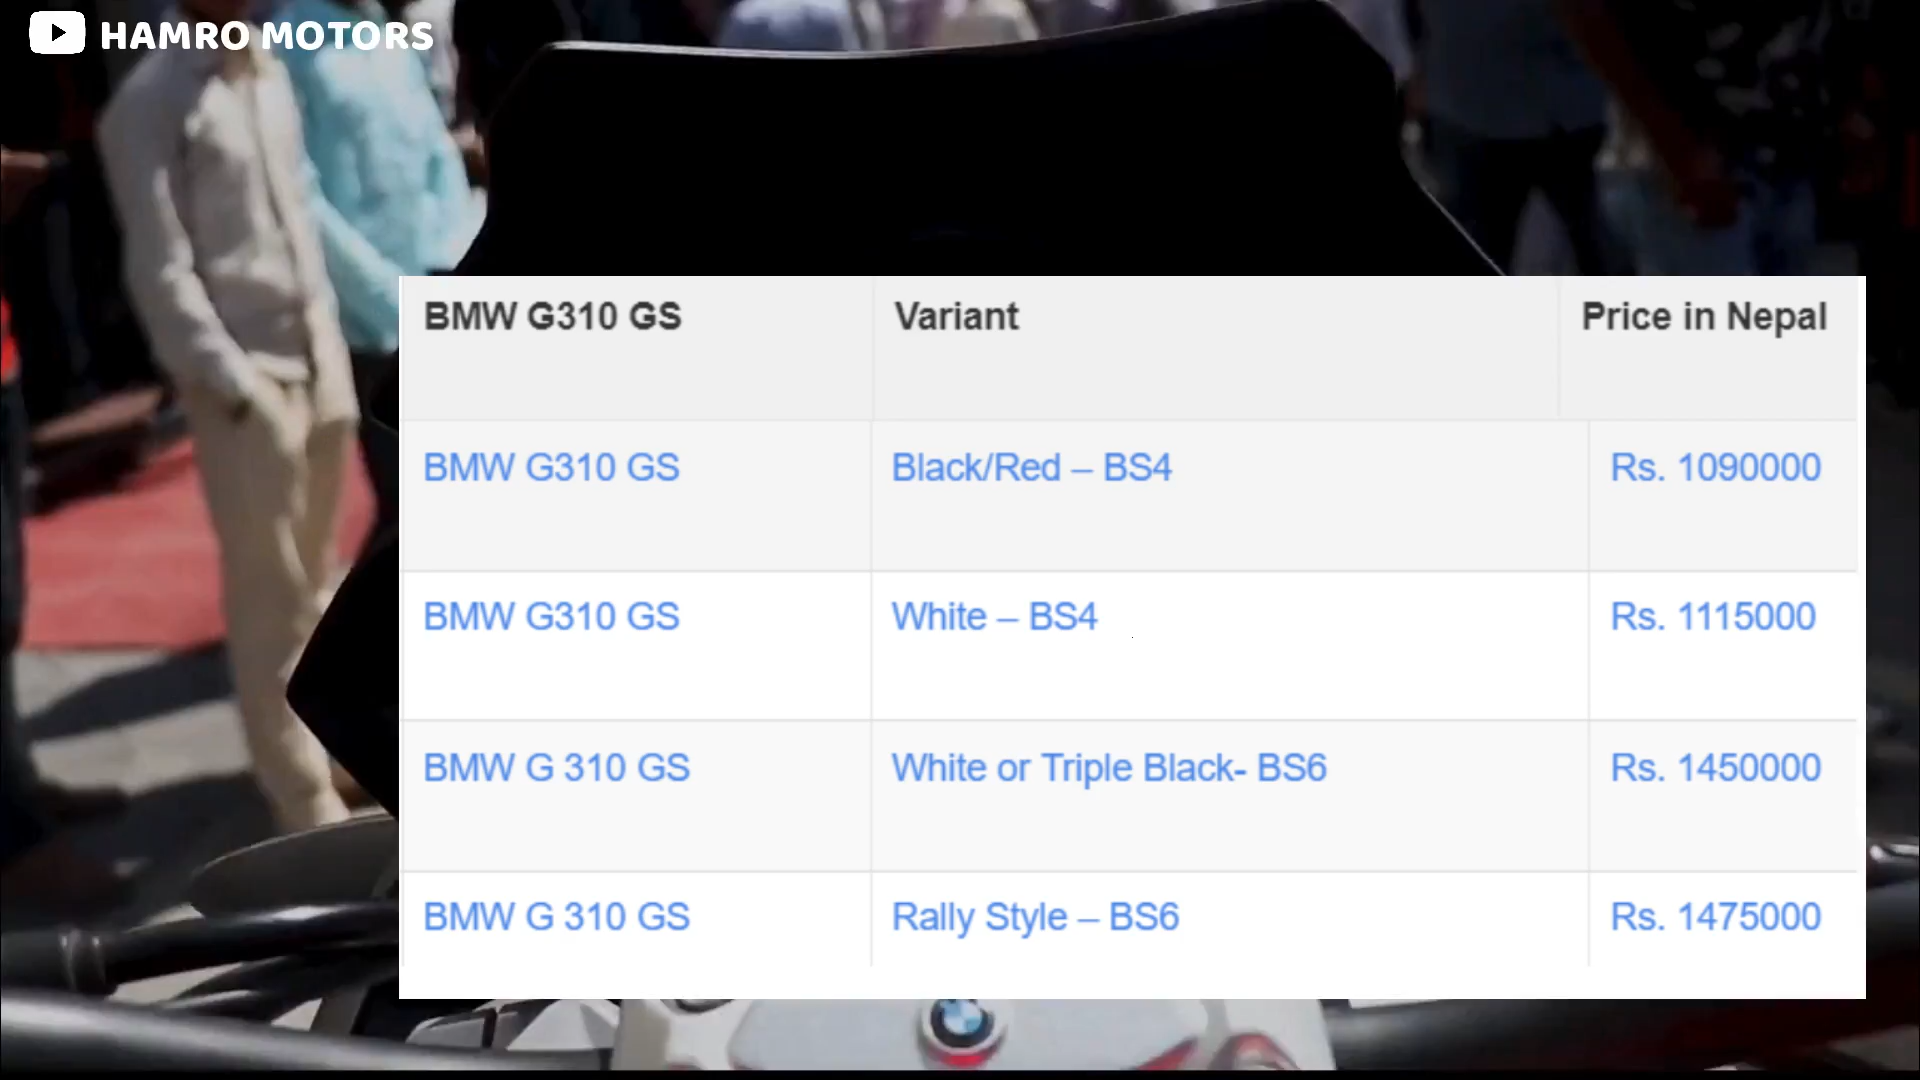 HAMRO MOTORS
BMW G310 GS Variant Price in Nepal
BMW G310 GS Black/Red – BS4 Rs. 1090000
BMW G310 GS White – BS4 Rs. 1115000
BMW G 310 GS White or Triple Black- BS6 Rs. 1450000
BMW G 310 GS Rally Style – BS6 Rs. 1475000